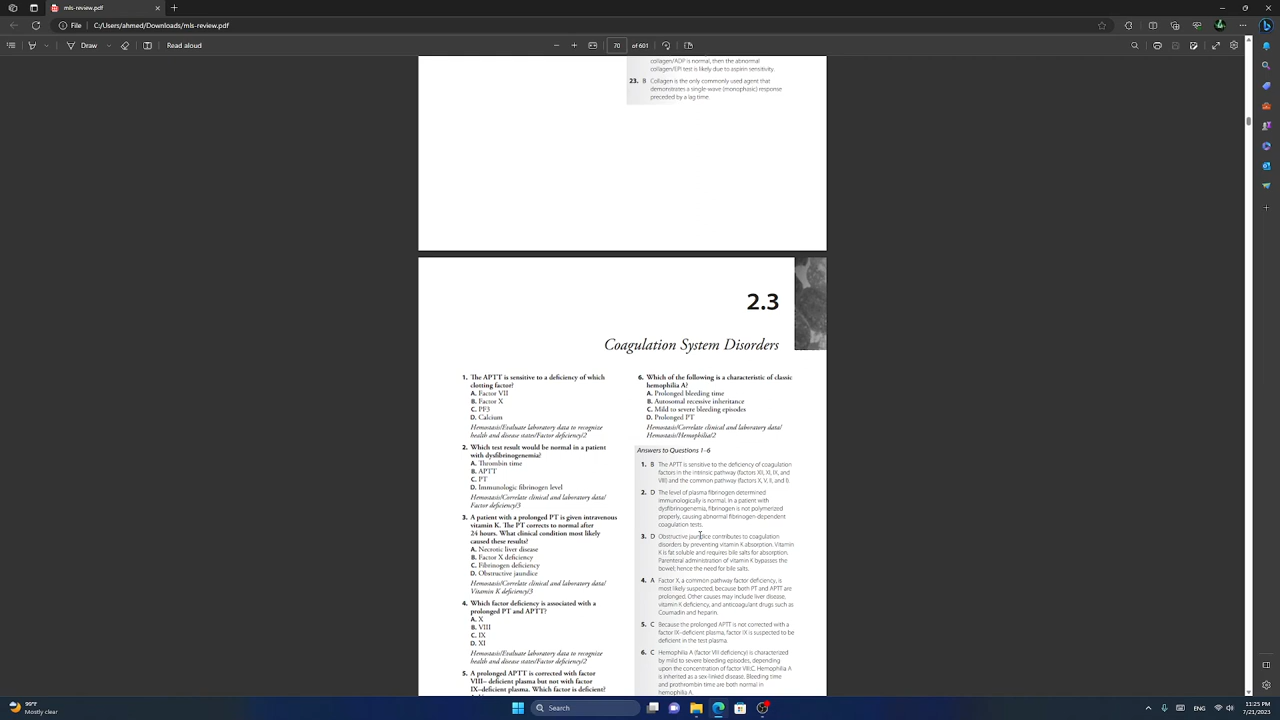 mls-review.pdf
File
C:/Users/User/Downloads/mls-review.pdf
Draw
Read aloud
70
of 601
collagen/ADP is normal, then the abnormal
collagen/EPI test is likely due to aspirin sensitivity.
23. B Collagen is the only commonly used agent that
demonstrates a single-wave (monophasic) response
preceded by a lag time.
2.3
Coagulation System Disorders
1. The APTT is sensitive to a deficiency of which
clotting factor?
A. Factor VII
B. Factor X
C. PF3
D. Calcium
Hemostasis/Evaluate laboratory data to recognize
health and disease states/Factor deficiency/2
2. Which test result would be normal in a patient
with dysfibrinogenemia?
A. Thrombin time
B. APTT
C. PT
D. Immunologic fibrinogen level
Hemostasis/Correlate clinical and laboratory data/
Factor deficiency/3
3. A patient with a prolonged PT is given intravenous
vitamin K. The PT corrects to normal after
24 hours. What clinical condition most likely
caused these results?
A. Necrotic liver disease
B. Factor X deficiency
C. Fibrinogen deficiency
D. Obstructive jaundice
Hemostasis/Correlate clinical and laboratory data/
Vitamin K deficiency/3
4. Which factor deficiency is associated with a
prolonged PT and APTT?
A. X
B. VIII
C. IX
D. XI
Hemostasis/Evaluate laboratory data to recognize
health and disease states/Factor deficiency/2
5. A prolonged APTT is corrected with factor
VIII– deficient plasma but not with factor
IX–deficient plasma. Which factor is deficient?
6. Which of the following is a characteristic of classic
hemophilia A?
A. Prolonged bleeding time
B. Autosomal recessive inheritance
C. Mild to severe bleeding episodes
D. Prolonged PT
Hemostasis/Correlate clinical and laboratory data/
Hemostasis/Hemophilia/2
Answers to Questions 1–6
1. B The APTT is sensitive to the deficiency of coagulation
factors in the intrinsic pathway (factors XII, XI, IX, and
VIII) and the common pathway (factors X, V, II, and I).
2. D The level of plasma fibrinogen determined
immunologically is normal. In a patient with
dysfibrinogenemia, fibrinogen is not polymerized
properly, causing abnormal fibrinogen-dependent
coagulation tests.
3. D Obstructive jaundice contributes to coagulation
disorders by preventing vitamin K absorption. Vitamin
K is fat soluble and requires bile salts for absorption.
Parenteral administration of vitamin K bypasses the
bowel; hence the need for bile salts.
4. A Factor X, a common pathway factor deficiency, is
most likely suspected, because both PT and APTT are
prolonged. Other causes may include liver disease,
vitamin K deficiency, and anticoagulant drugs such as
Coumadin and heparin.
5. C Because the prolonged APTT is not corrected with a
factor IX–deficient plasma, factor IX is suspected to be
deficient in the test plasma.
6. C Hemophilia A (factor VIII deficiency) is characterized
by mild to severe bleeding episodes, depending
upon the concentration of factor VIII:C. Hemophilia A
is inherited as a sex-linked disease. Bleeding time
and prothrombin time are both normal in
hemophilia A.
99°F
Mostly clear
Search
11:25 PM